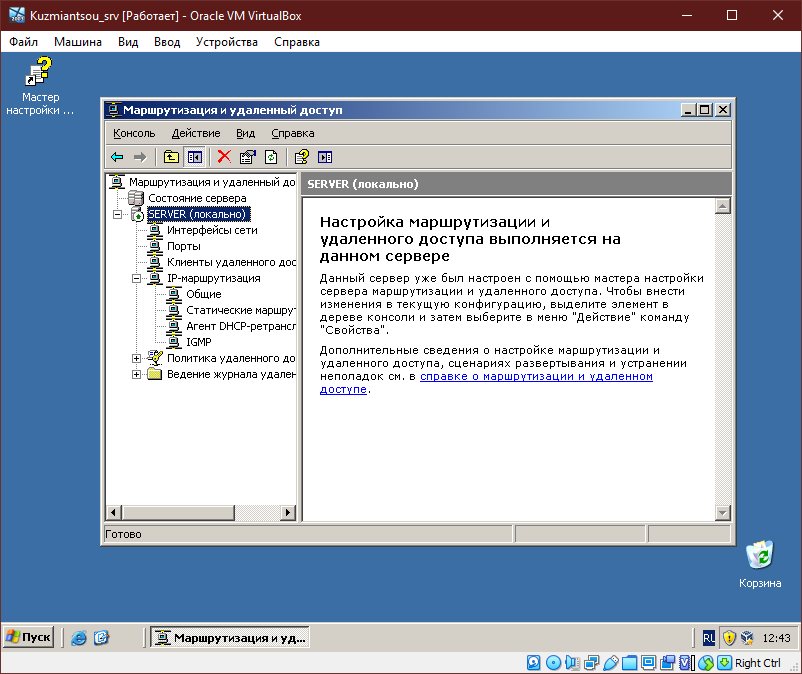 Kuzmiantsou_srv [Работает] - Oracle VM VirtualBox
Файл Машина Вид Ввод Устройства Справка
Мастер
настройки ...
Маршрутизация и удаленный доступ
Консоль Действие Вид Справка
Маршрутизация и удаленный до
Состояние сервера
SERVER (локально)
Интерфейсы сети
Порты
Клиенты удаленного дос
IP-маршрутизация
Общие
Статические маршрут
Агент DHCP-ретрансл
IGMP
Политика удаленного до
Ведение журнала удален
SERVER (локально)
Настройка маршрутизации и
удаленного доступа выполняется на
данном сервере
Данный сервер уже был настроен с помощью мастера настройки
сервера маршрутизации и удаленного доступа. Чтобы внести
изменения в текущую конфигурацию, выделите элемент в
дереве консоли и затем выберите в меню "Действие" команду
"Свойства".
Дополнительные сведения о настройке маршрутизации и
удаленного доступа, сценариях развертывания и устранении
неполадок см. в справке о маршрутизации и удаленном
доступе.
Готово
Корзина
Пуск
Маршрутизация и уд...
RU
12:43
Right Ctrl